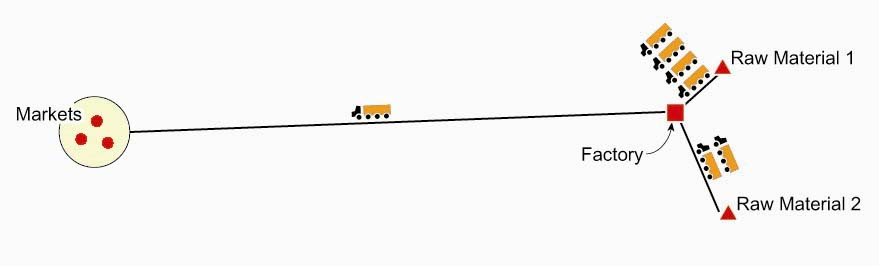 Raw Material 1
Markets
Factory
Raw Material 2